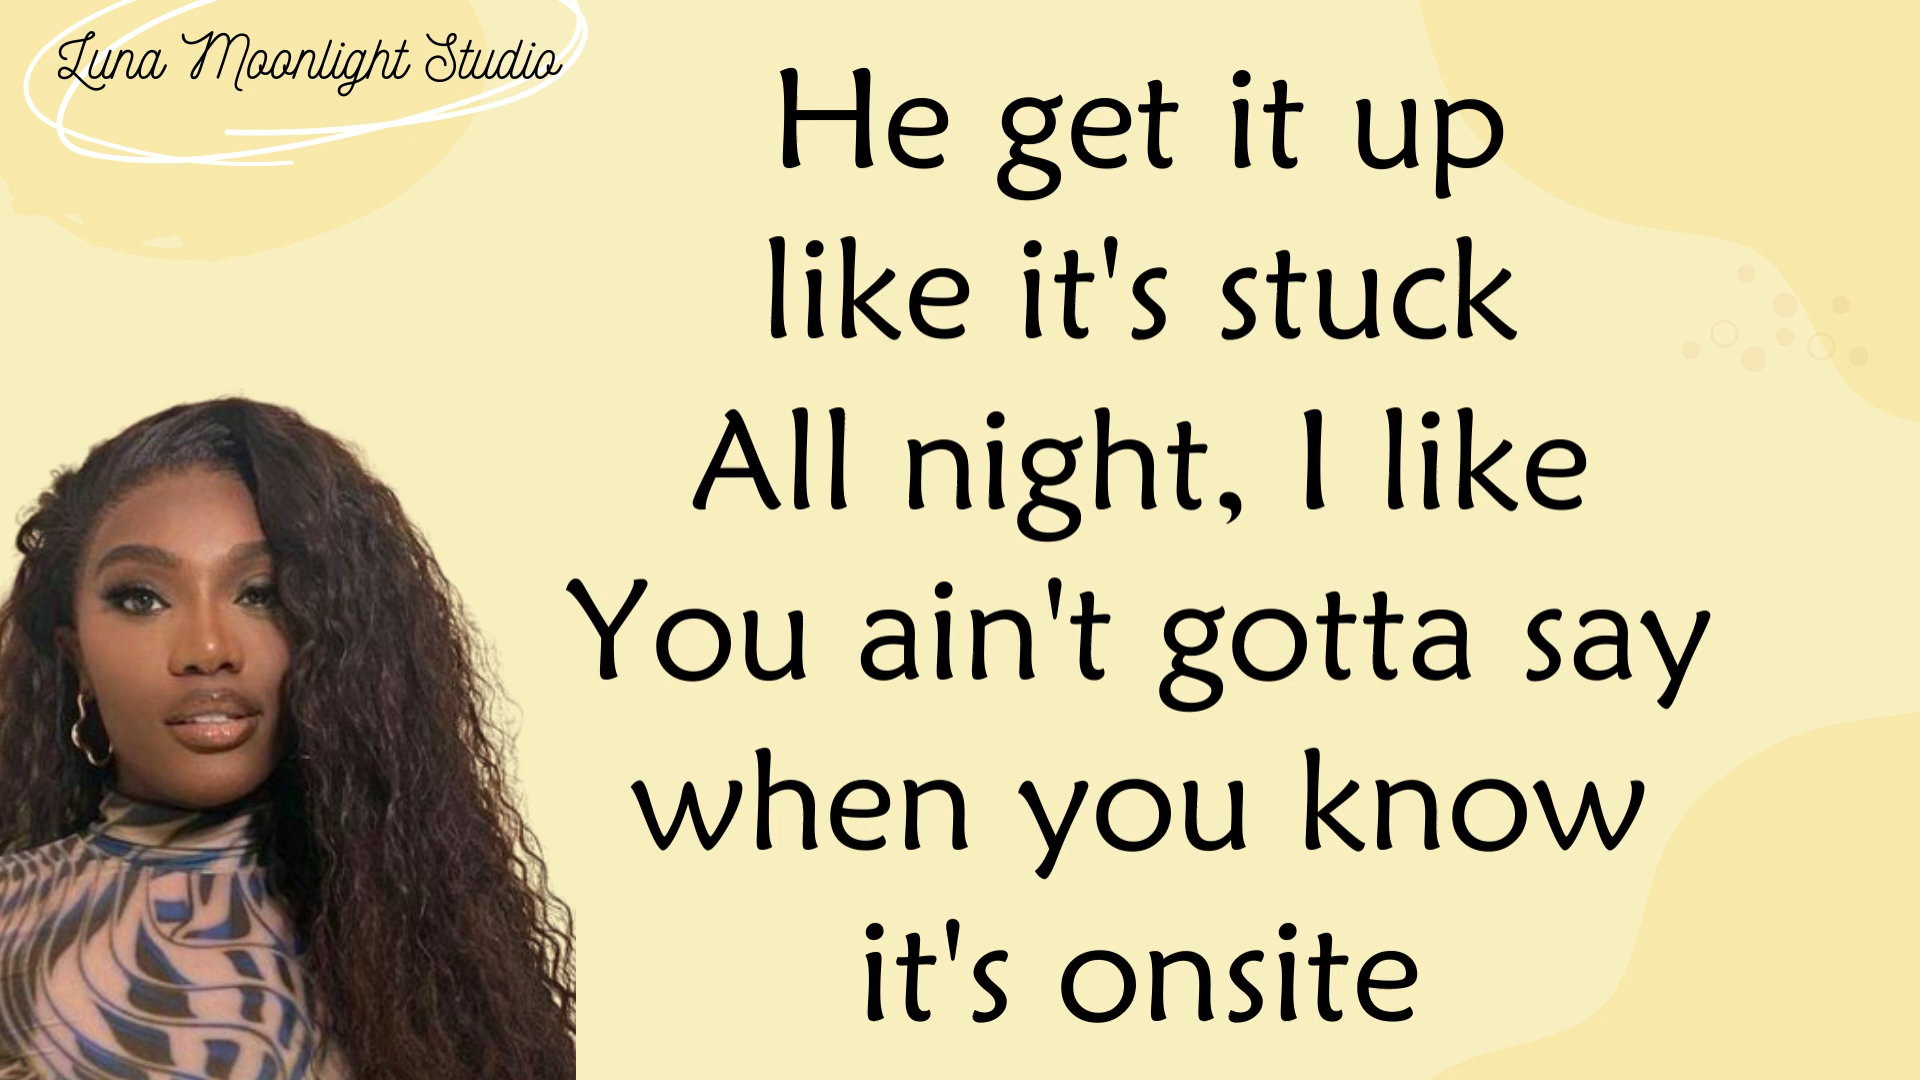 Luna Moonlight Studio
He get it up
like it's stuck
All night, I like
You ain't gotta say
when you know
it's onsite